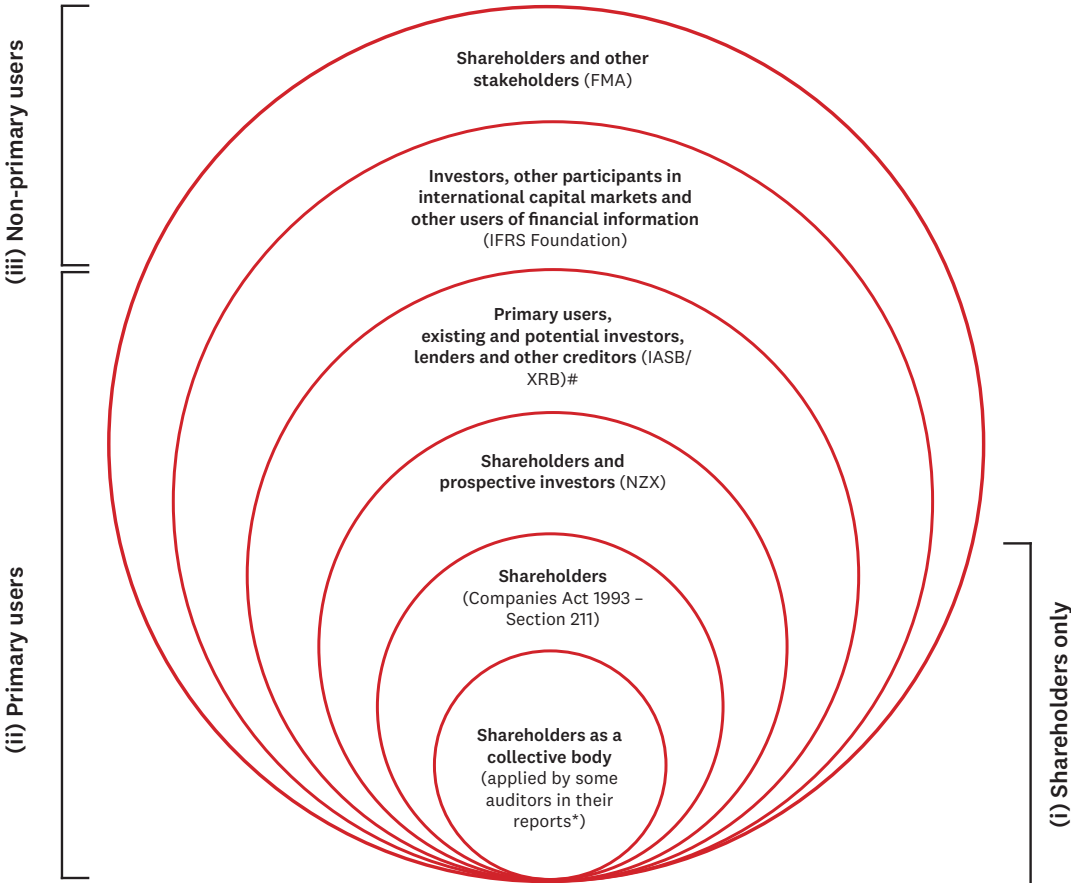 (iii) Non-primary users
Shareholders and other
stakeholders (FMA)
Investors, other participants in
international capital markets and
other users of financial information
(IFRS Foundation)
(ii) Primary users
Primary users,
existing and potential investors,
lenders and other creditors (IASB/
XRB)#
Shareholders and
prospective investors (NZX)
(i) Shareholders only
Shareholders
(Companies Act 1993 –
Section 211)
Shareholders as a
collective body
(applied by some
auditors in their
reports*)